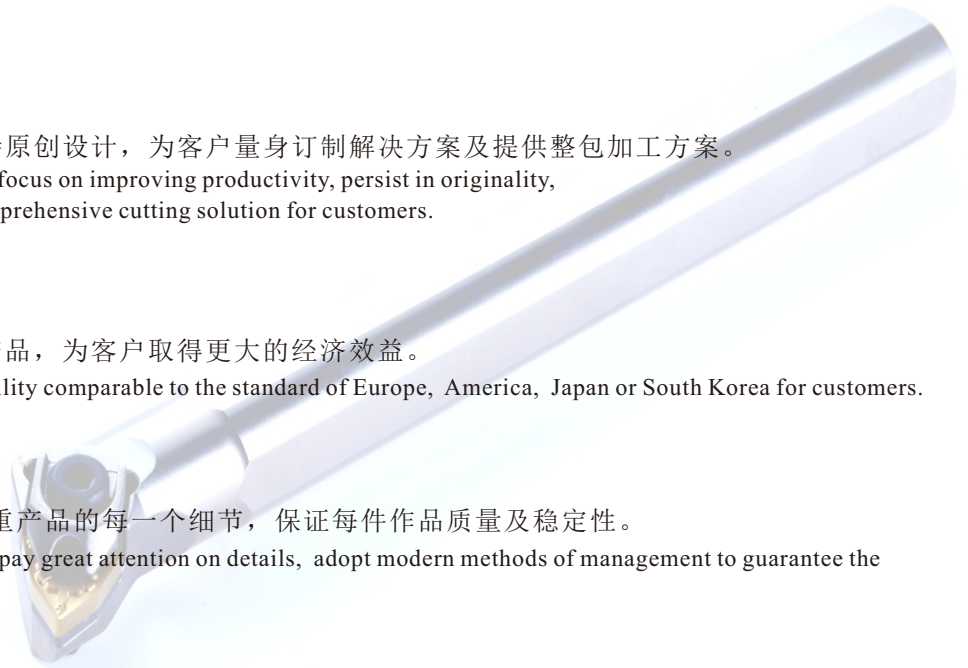 原创设计，为客户量身订制解决方案及提供整包加工方案。
focus on improving productivity, persist in originality,
prehensive cutting solution for customers.
品，为客户取得更大的经济效益。
lity comparable to the standard of Europe, America, Japan or South Korea for customers.
重产品的每一个细节，保证每件作品质量及稳定性。
pay great attention on details, adopt modern methods of management to guarantee the